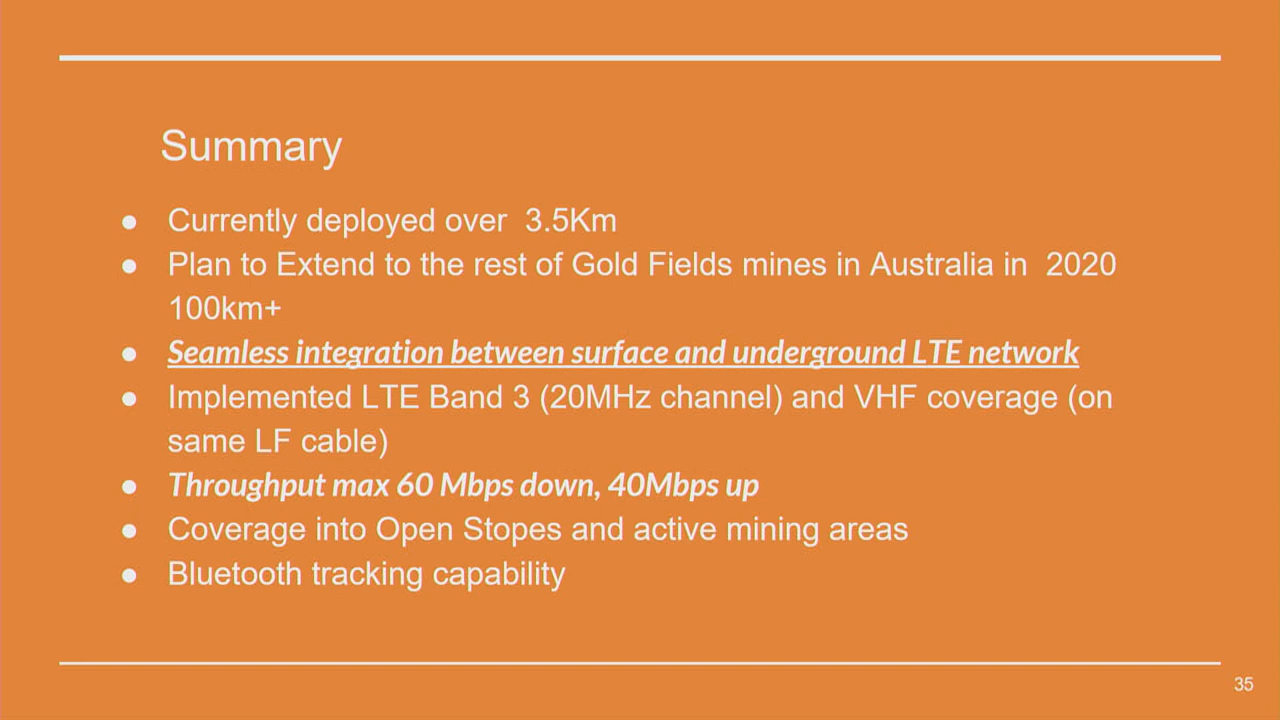 Summary
● Currently deployed over  3.5Km
● Plan to Extend to the rest of Gold Fields mines in Australia in  2020
100km+
● Seamless integration between surface and underground LTE network
● Implemented LTE Band 3 (20MHz channel) and VHF coverage (on
same LF cable)
● Throughput max 60 Mbps down, 40Mbps up
● Coverage into Open Stopes and active mining areas
● Bluetooth tracking capability
35